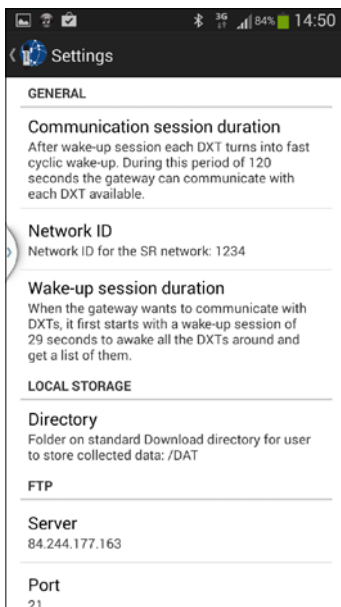 3G 84% 14:50
Settings
GENERAL
Communication session duration
After wake-up session each DXT turns into fast
cyclic wake-up. During this period of 120
seconds the gateway can communicate with
each DXT available.
Network ID
Network ID for the SR network: 1234
Wake-up session duration
When the gateway wants to communicate with
DXTs, it first starts with a wake-up session of
29 seconds to awake all the DXTs around and
get a list of them.
LOCAL STORAGE
Directory
Folder on standard Download directory for user
to store collected data: /DAT
FTP
Server
84.244.177.163
Port
21